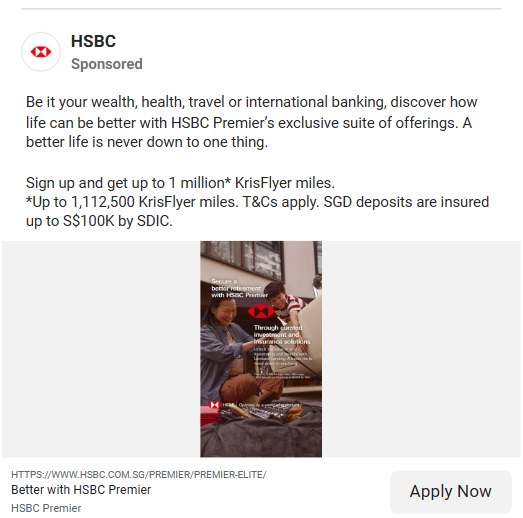 HSBC
Sponsored
Be it your wealth, health, travel or international banking, discover how
life can be better with HSBC Premier’s exclusive suite of offerings. A
better life is never down to one thing.
Sign up and get up to 1 million* KrisFlyer miles.
*Up to 1,112,500 KrisFlyer miles. T&Cs apply. SGD deposits are insured
up to S$100K by SDIC.
Secure a
better retirement
with HSBC Premier
Through curated
investment and
insurance solutions
HSBC
HTTPS://WWW.HSBC.COM.SG/PREMIER/PREMIER-ELITE/
Better with HSBC Premier
HSBC Premier
Apply Now